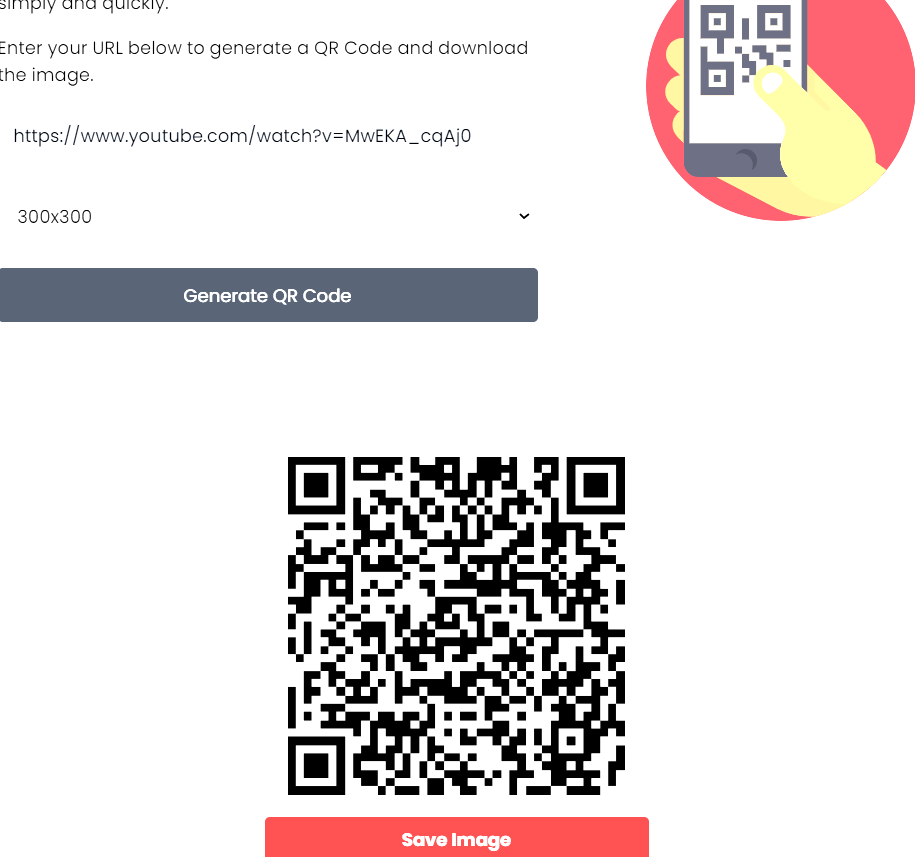 simply and quickly.
Enter your URL below to generate a QR Code and download
the image.
https://www.youtube.com/watch?v=MwEKA_cqAj0
300x300
Generate QR Code
Save Image